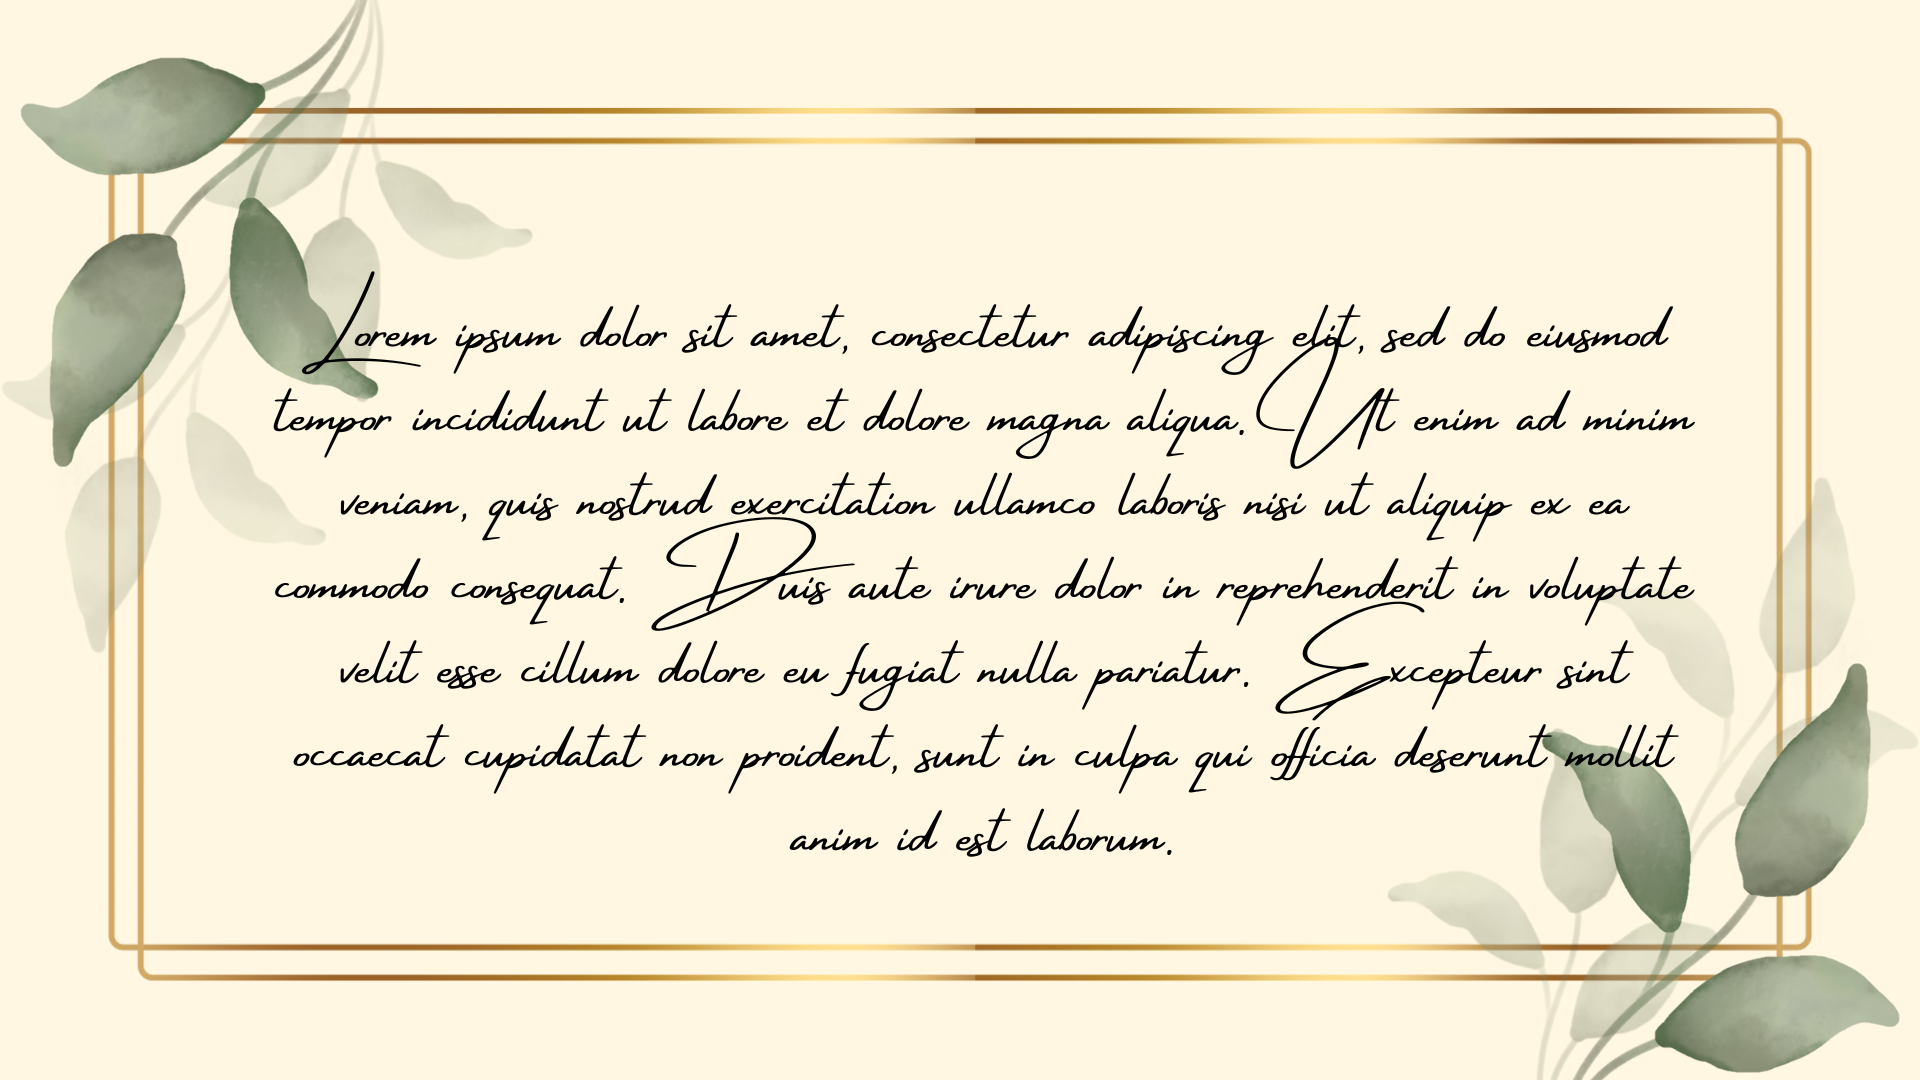 Lorem ipsum dolor sit amet, consectetur adipiscing elit, sed do eiusmod
tempor incididunt ut labore et dolore magna aliqua. Ut enim ad minim
veniam, quis nostrud exercitation ullamco laboris nisi ut aliquip ex ea
commodo consequat. Duis aute irure dolor in reprehenderit in voluptate
velit esse cillum dolore eu fugiat nulla pariatur. Excepteur sint
occaecat cupidatat non proident, sunt in culpa qui officia deserunt mollit
anim id est laborum.